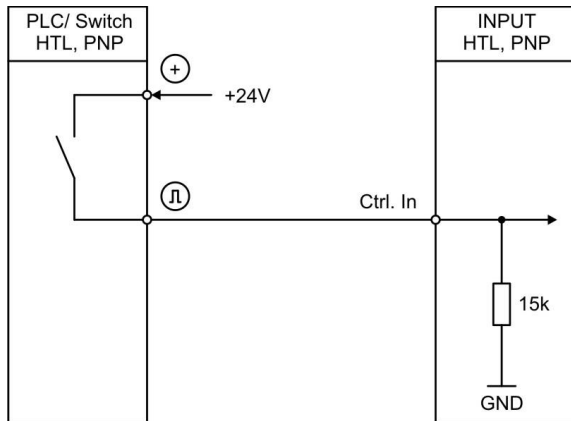 PLC/ Switch
HTL, PNP
INPUT
HTL, PNP
+
+24V
Ctrl. In
15k
GND